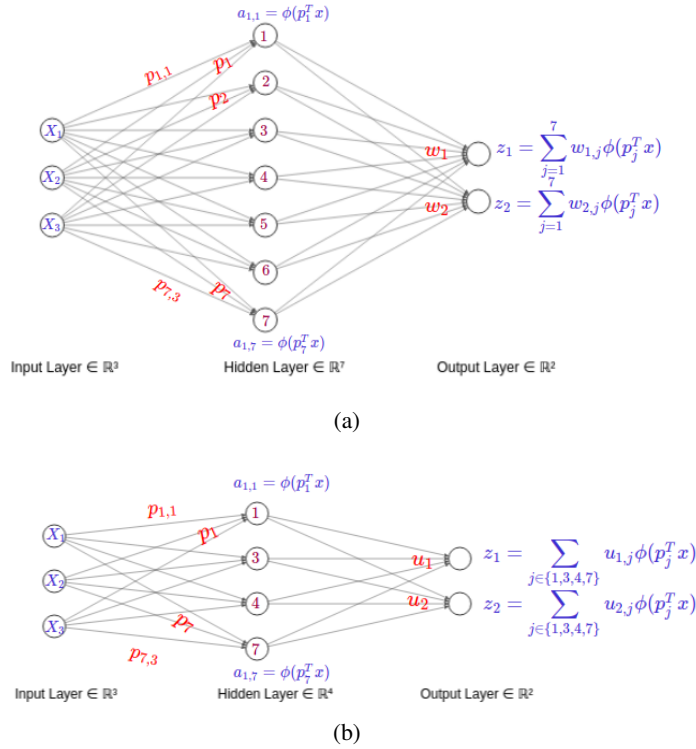 a_{1,1} = ϕ(p_1^T x)
1
p_{1,1}
p_1
2
p_2
X_1
3
w_1
z_1 = \sum_{j=1}^{7} w_{1,j}ϕ(p_j^T x)
X_2
4
w_2
z_2 = \sum_{j=1}^{7} w_{2,j}ϕ(p_j^T x)
X_3
5
6
p_{7,3}
p_7
7
a_{1,7} = ϕ(p_7^T x)
Input Layer ∈ ℝ³
Hidden Layer ∈ ℝ⁷
Output Layer ∈ ℝ²
(a)
a_{1,1} = ϕ(p_1^T x)
p_{1,1}
1
p_1
X_1
3
u_1
z_1 = \sum_{j∈{1,3,4,7}} u_{1,j}ϕ(p_j^T x)
X_2
4
u_2
z_2 = \sum_{j∈{1,3,4,7}} u_{2,j}ϕ(p_j^T x)
X_3
p_7
p_{7,3}
7
a_{1,7} = ϕ(p_7^T x)
Input Layer ∈ ℝ³
Hidden Layer ∈ ℝ⁴
Output Layer ∈ ℝ²
(b)